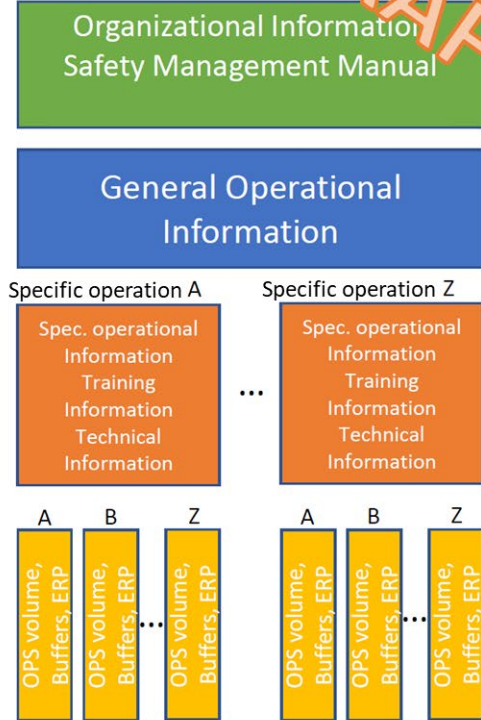 Organizational Information
Safety Management Manual
General Operational
Information
Specific operation A
Specific operation Z
Spec. operational
Information
Training
Information
Technical
Information
...
Spec. operational
Information
Training
Information
Technical
Information
A B Z
A B Z
OPS volume,
Buffers, ERP
OPS volume,
Buffers, ERP
...
OPS volume,
Buffers, ERP
OPS volume,
Buffers, ERP
OPS volume,
Buffers, ERP
...
OPS volume,
Buffers, ERP